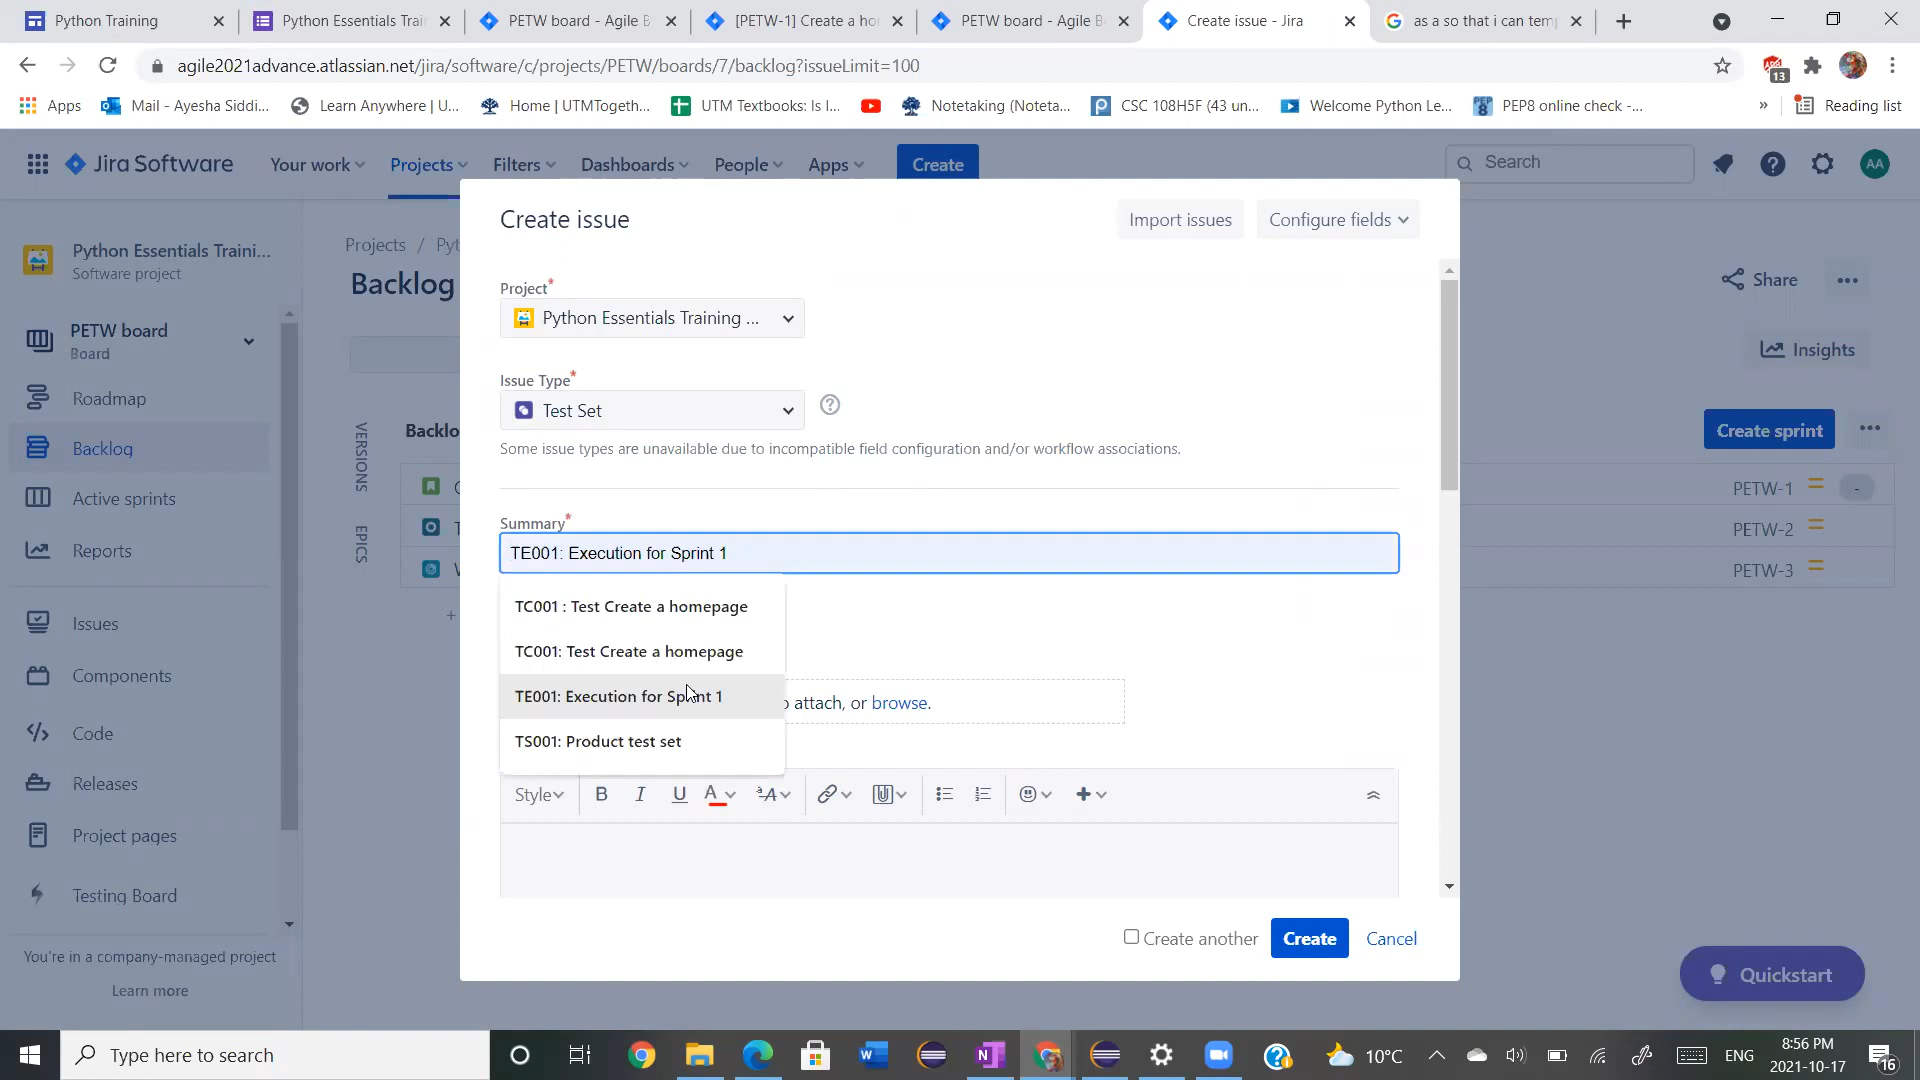 Python Training
Python Essentials Trai
PETW board - Agile B
[PETW-1] Create a ho
PETW board - Agile B
Create issue - Jira
as a so that i can tem
agile2021advance.atlassian.net/jira/software/c/projects/PETW/boards/7/backlog?issueLimit=100
13
Apps
Mail - Ayesha Siddi...
Learn Anywhere | U...
Home | UTMTogeth...
UTM Textbooks: Is I...
Notetaking (Noteta...
CSC 108H5F (43 un...
Welcome Python Le...
PEP8 online check -...
»
Reading list
Jira Software
Your work
Projects
Filters
Dashboards
People
Apps
Create
Search
AA
Python Essentials Traini...
Software project
PETW board
Board
Roadmap
Backlog
Active sprints
Reports
Issues
Components
Code
Releases
Project pages
Testing Board
You're in a company-managed project
Learn more
Projects / Pyt
Backlog
VERSIONS
EPICS
Backlo
Share
Insights
Create sprint
PETW-1
PETW-2
PETW-3
Quickstart
Create issue
Import issues
Configure fields
Project*
Python Essentials Training ...
Issue Type*
Test Set
Some issue types are unavailable due to incompatible field configuration and/or workflow associations.
Summary*
TE001: Execution for Sprint 1
TC001 : Test Create a homepage
TC001: Test Create a homepage
TE001: Execution for Sprint 1
TS001: Product test set
attach, or browse.
Style
B
I
U
A
Create another
Create
Cancel
Type here to search
10°C
ENG
8:56 PM
2021-10-17
16